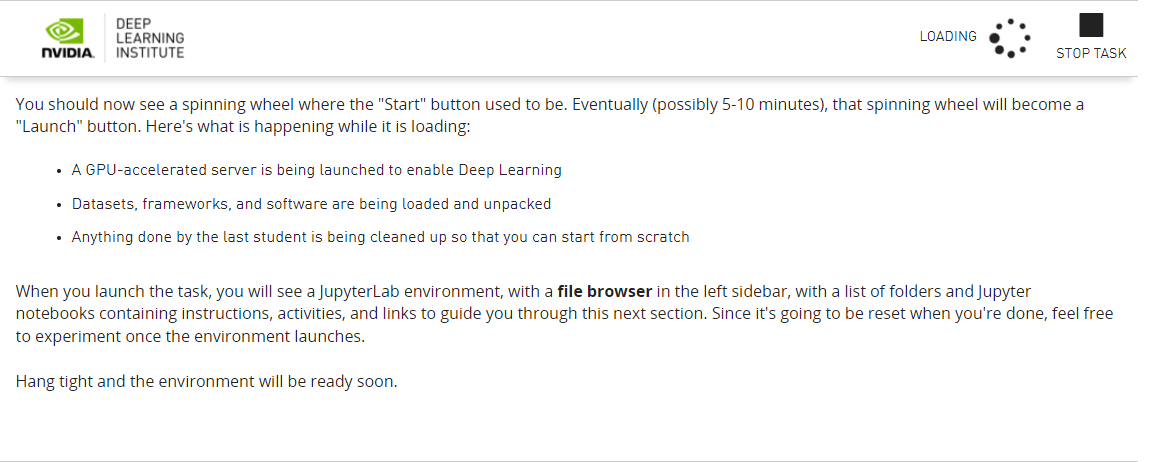 NVIDIA.
DEEP
LEARNING
INSTITUTE
LOADING
STOP TASK
You should now see a spinning wheel where the "Start" button used to be. Eventually (possibly 5-10 minutes), that spinning wheel will become a
"Launch" button. Here's what is happening while it is loading:
• A GPU-accelerated server is being launched to enable Deep Learning
• Datasets, frameworks, and software are being loaded and unpacked
• Anything done by the last student is being cleaned up so that you can start from scratch
When you launch the task, you will see a JupyterLab environment, with a file browser in the left sidebar, with a list of folders and Jupyter
notebooks containing instructions, activities, and links to guide you through this next section. Since it's going to be reset when you're done, feel free
to experiment once the environment launches.
Hang tight and the environment will be ready soon.